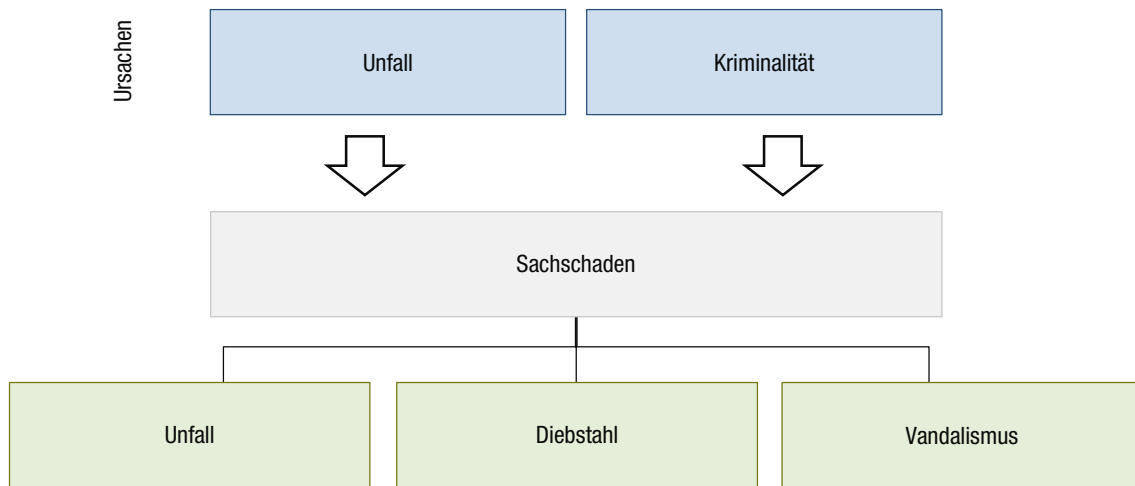 Ursachen
Unfall
Kriminalität
Sachschaden
Unfall
Diebstahl
Vandalismus